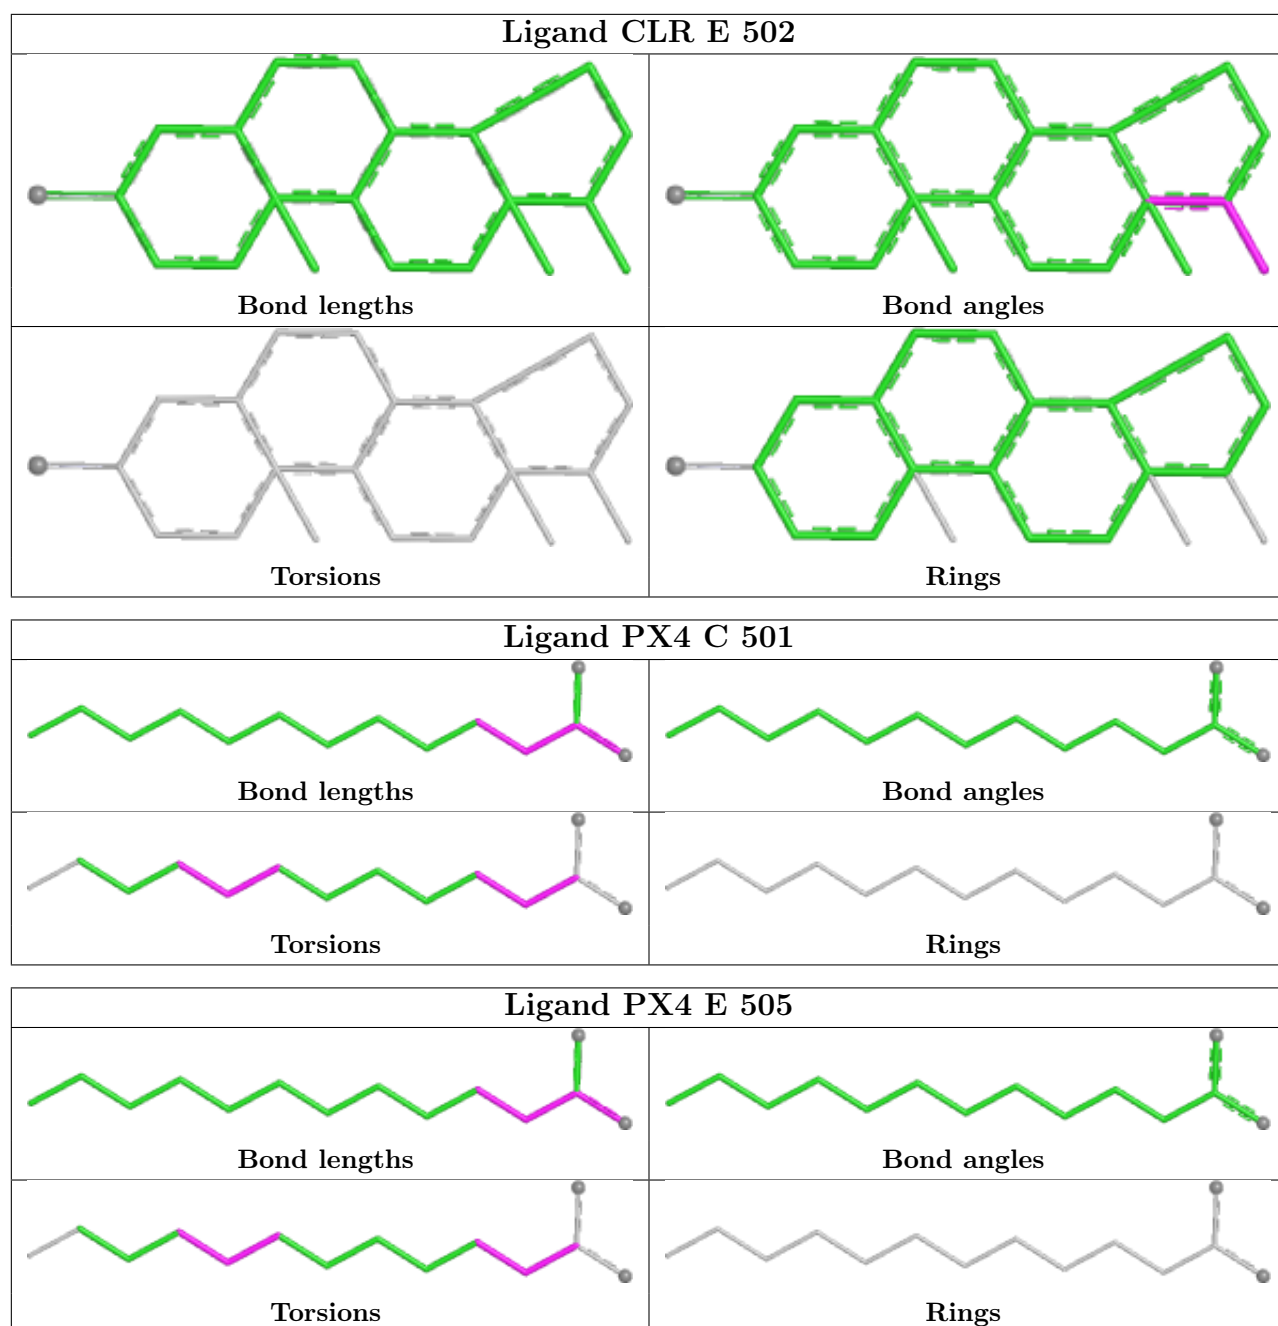 Ligand CLR E 502
Bond lengths
Bond angles
Torsions
Rings
Ligand PX4 C 501
Bond lengths
Bond angles
Torsions
Rings
Ligand PX4 E 505
Bond lengths
Bond angles
Torsions
Rings